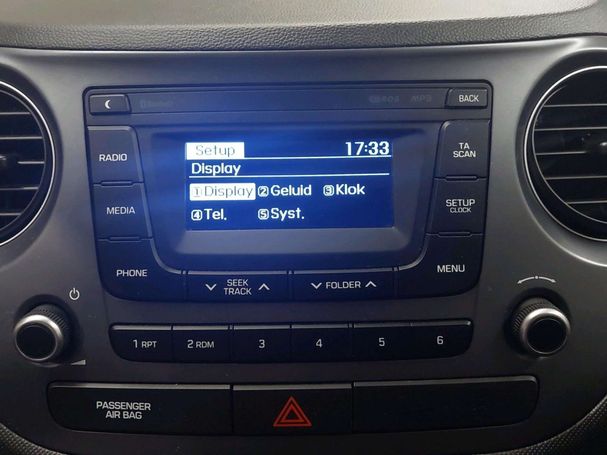 Bluetooth RDS MP3 BACK
RADIO
Setup 17:33
TA
SCAN
Display
1 Display 2 Geluid 3 Klok
4 Tel. 5 Syst.
MEDIA
SETUP
CLOCK
PHONE
SEEK
TRACK
FOLDER
MENU
1 RPT 2 RDM 3 4 5 6
PASSENGER
AIR BAG